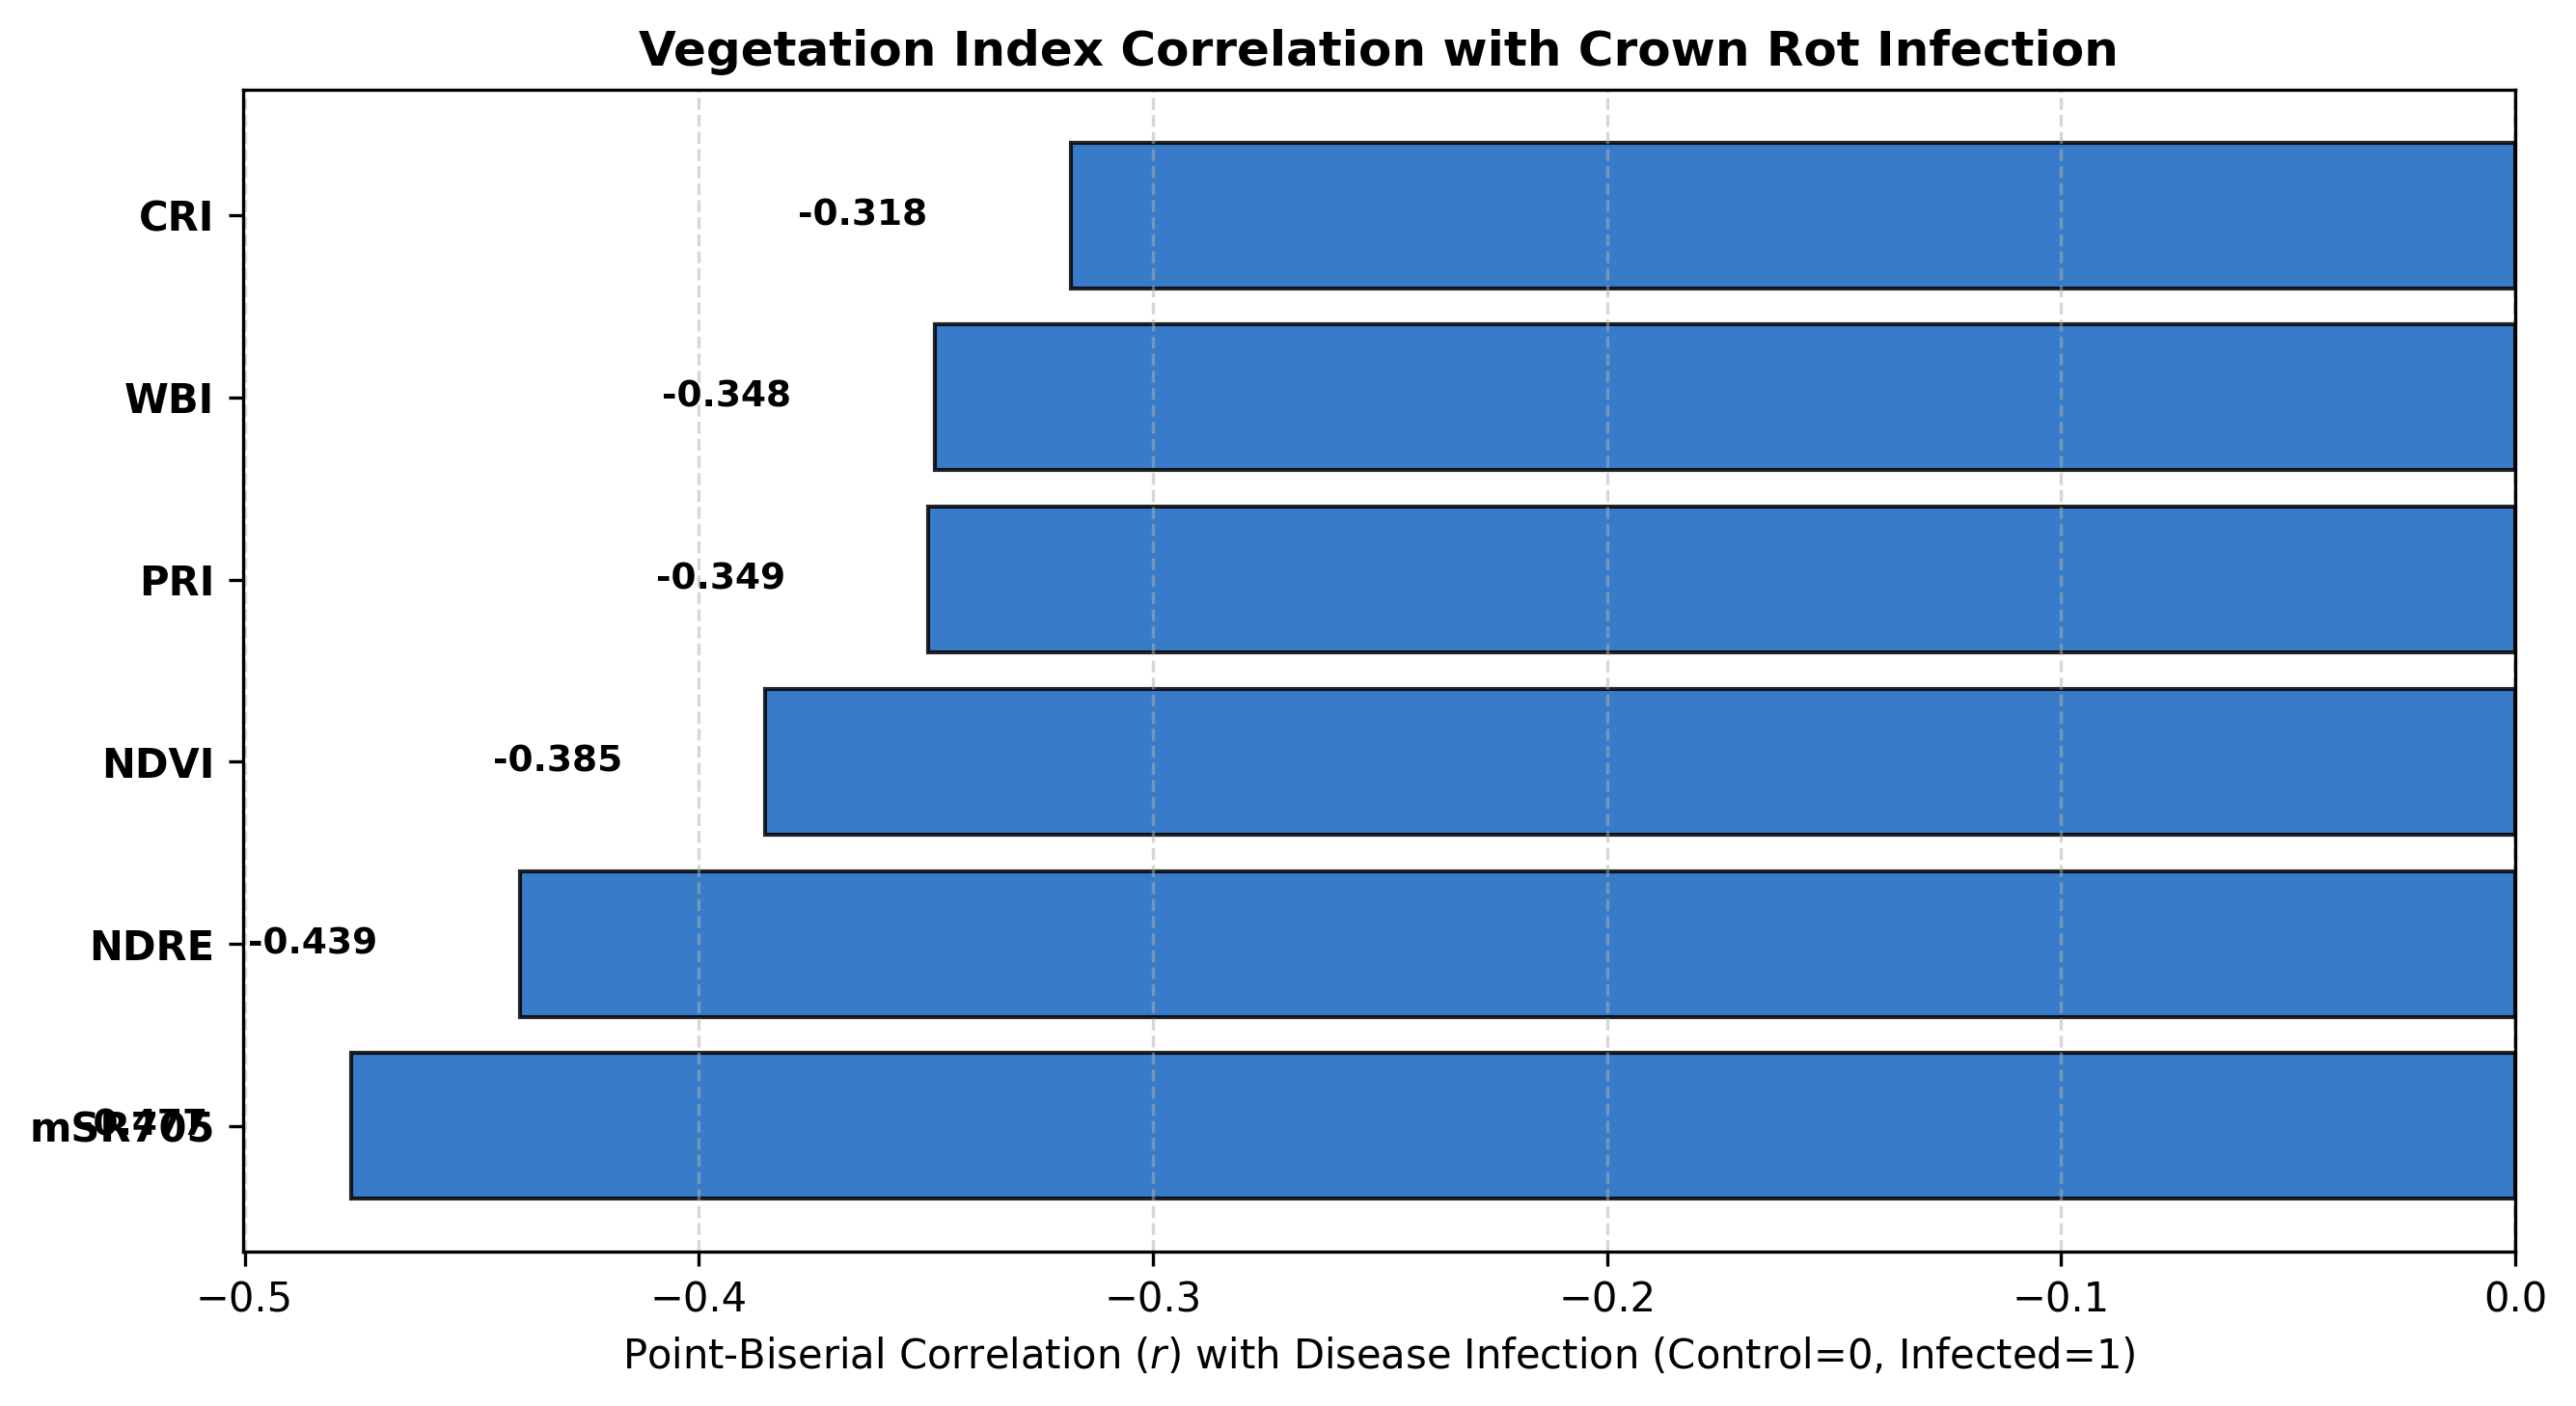 Vegetation Index Correlation with Crown Rot Infection
CRI
-0.318
WBI
-0.348
PRI
-0.349
NDVI
-0.385
NDRE
-0.439
mSR705
-0.477
−0.5 −0.4 −0.3 −0.2 −0.1 0.0
Point-Biserial Correlation (r) with Disease Infection (Control=0, Infected=1)